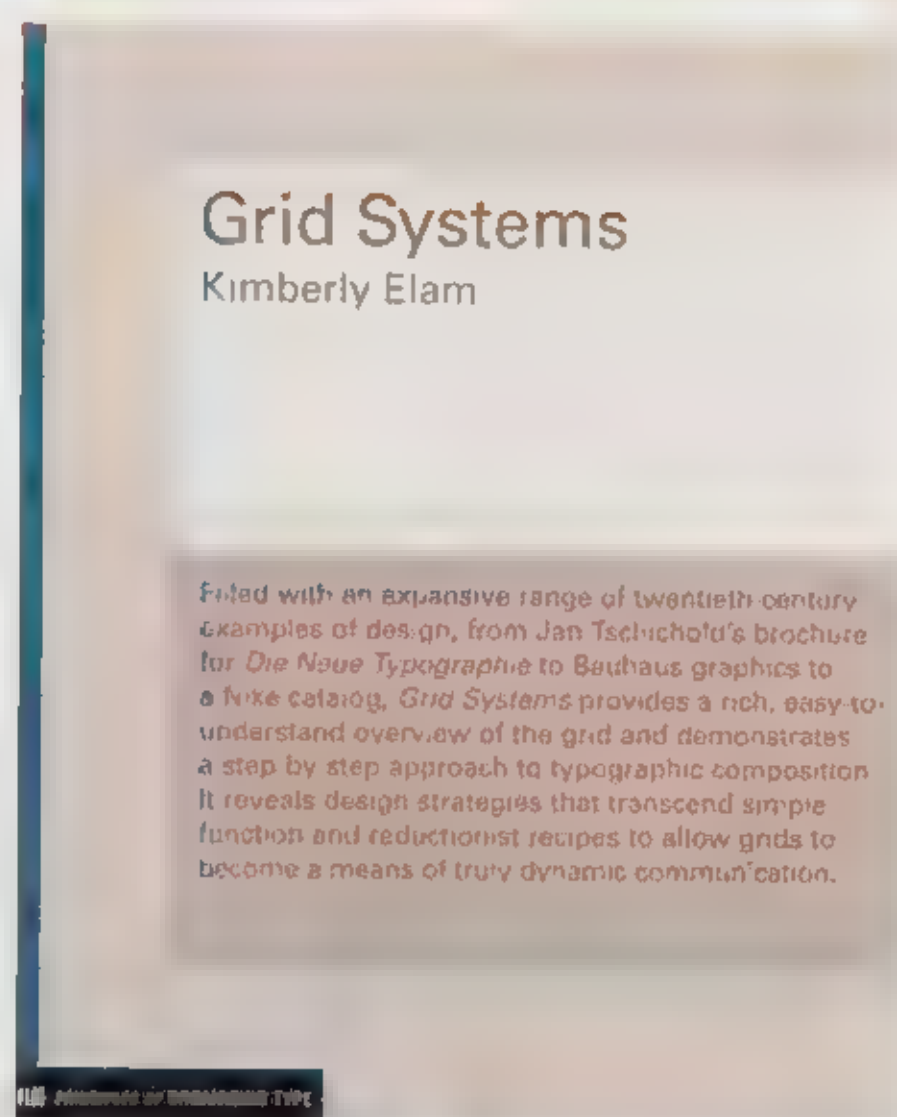 Grid Systems
Kimberly Elam
Filled with an expansive range of twentieth-century
examples of design, from Jan Tschichold's brochure
for Die Neue Typographie to Bauhaus graphics to
a Nike catalog, Grid Systems provides a rich, easy-to-
understand overview of the grid and demonstrates
a step by step approach to typographic composition
It reveals design strategies that transcend simple
function and reductionist recipes to allow grids to
become a means of truly dynamic communication.
TYPE